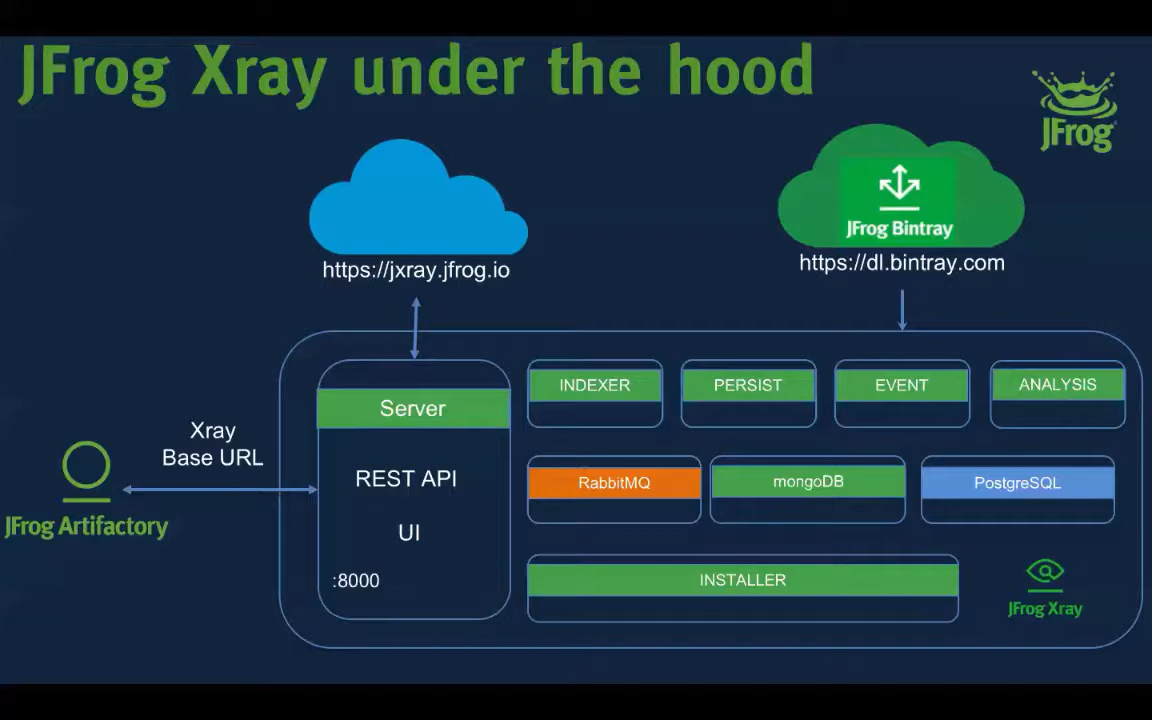 JFrog Xray under the hood
JFrog
JFrog Bintray
https://jxray.jfrog.io
https://dl.bintray.com
Server
REST API
UI
:8000
INDEXER
PERSIST
EVENT
ANALYSIS
Xray
Base URL
JFrog Artifactory
RabbitMQ
mongoDB
PostgreSQL
INSTALLER
JFrog Xray